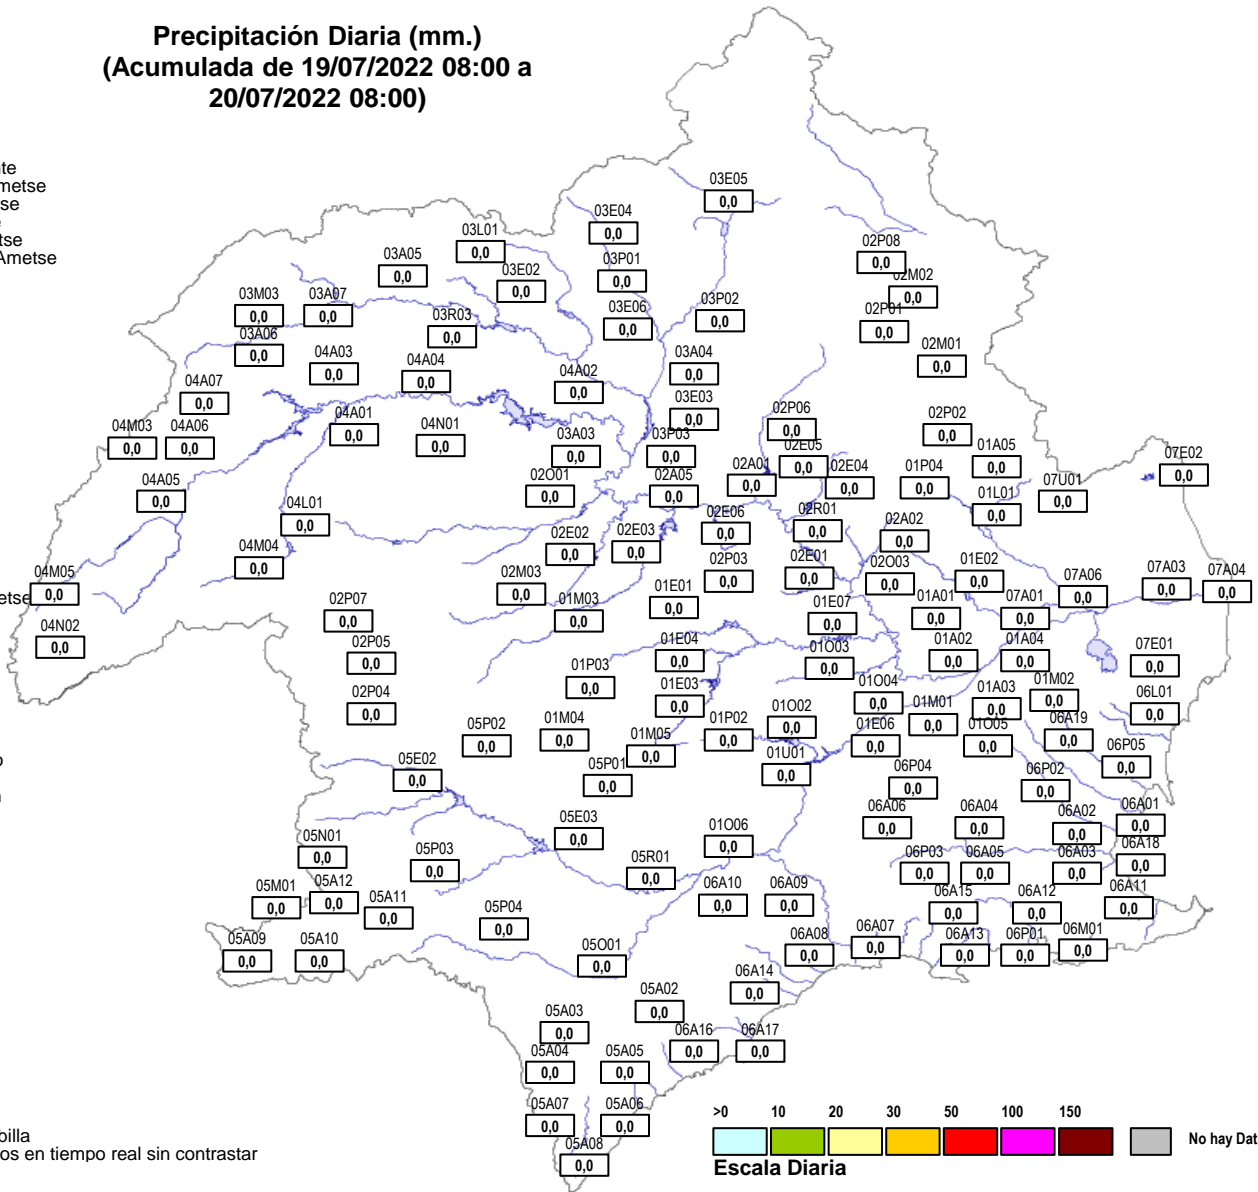 Precipitación Diaria (mm.)
(Acumulada de 19/07/2022 08:00 a
20/07/2022 08:00)
nte
metse
se
tse
Ametse
03E05
0,0
03E04
0,0
03L01
0,0
02P08
0,0
03A05
0,0
03P01
0,0
03E02
0,0
02M02
0,0
03M03
0,0
03A07
0,0
03P02
0,0
03E06
0,0
02P01
0,0
03R03
0,0
03A06
0,0
02M01
0,0
04A03
0,0
03A04
0,0
04A04
0,0
04A02
0,0
04A07
0,0
03E03
0,0
02P06
0,0
04A01
0,0
02P02
0,0
04M03
0,0
04A06
0,0
04N01
0,0
03A03
0,0
03P03
0,0
02E05
0,0
01A05
0,0
07E02
0,0
02A01
0,0
02E04
0,0
01P04
0,0
02O01
0,0
02A05
0,0
04A05
0,0
07U01
0,0
01L01
0,0
04L01
0,0
02R01
0,0
02E06
0,0
02A02
0,0
02E03
0,0
02E02
0,0
04M04
0,0
02E01
0,0
02P03
0,0
02O03
0,0
01E02
0,0
07A03
0,0
07A04
0,0
04M05
0,0
etse
02M03
0,0
07A06
0,0
01E01
0,0
01M03
0,0
02P07
0,0
01E07
0,0
01A01
0,0
07A01
0,0
04N02
0,0
02P05
0,0
01E04
0,0
01O03
0,0
01A02
0,0
01A04
0,0
07E01
0,0
01P03
0,0
01E03
0,0
01O04
0,0
01A03
0,0
01M02
0,0
06L01
0,0
02P04
0,0
01M01
0,0
01O02
0,0
05P02
0,0
01M04
0,0
01P02
0,0
01E06
0,0
01O05
0,0
06A19
0,0
01M05
0,0
06P05
0,0
o
01U01
0,0
05E02
0,0
05P01
0,0
06P04
0,0
06P02
0,0
06A06
0,0
06A04
0,0
06A02
0,0
06A01
0,0
05E03
0,0
01O06
0,0
05N01
0,0
05P03
0,0
05R01
0,0
06P03
0,0
06A05
0,0
06A03
0,0
06A18
0,0
05M01
0,0
05A12
0,0
05A11
0,0
06A10
0,0
06A09
0,0
06A15
0,0
06A12
0,0
06A11
0,0
05P04
0,0
05A09
0,0
05A10
0,0
05O01
0,0
06A08
0,0
06A07
0,0
06A13
0,0
06P01
0,0
06M01
0,0
06A14
0,0
05A02
0,0
05A03
0,0
06A16
0,0
06A17
0,0
05A04
0,0
05A05
0,0
05A07
0,0
05A06
0,0
05A08
0,0
billa
os en tiempo real sin contrastar
>0 10 20 30 50 100 150
No hay Dat
Escala Diaria